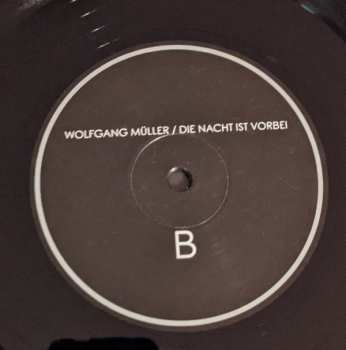 WOLFGANG MÜLLER / DIE NACHT IST VORBEI
B